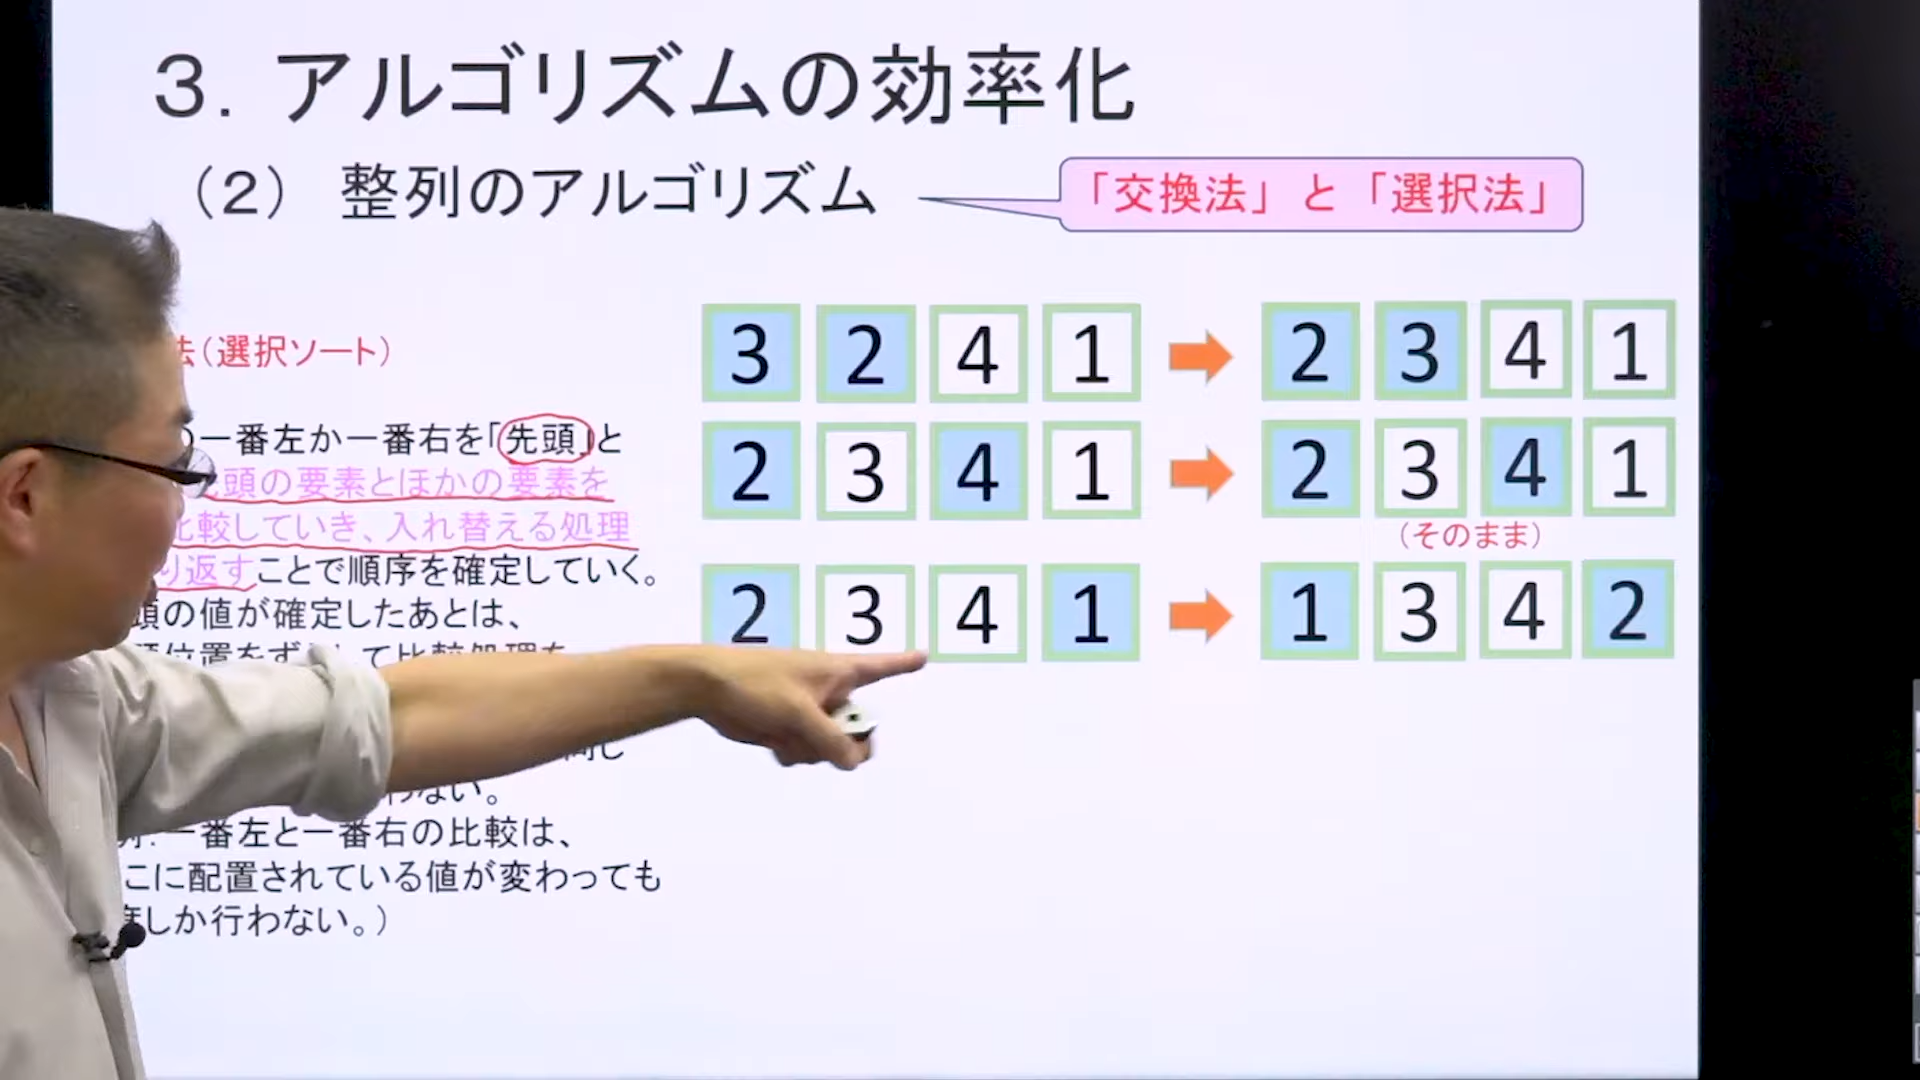 3. アルゴリズムの効率化
(2) 整列のアルゴリズム
「交換法」と「選択法」
法(選択ソート)
の一番左か一番右を「先頭」と
頭の要素とほかの要素を
比較していき、入れ替える処理
り返すことで順序を確定していく。
頭の値が確定したあとは、
同じ
わない。
一番左と一番右の比較は、
こに配置されている値が変わっても
度しか行わない。)
3 2 4 1 2 3 4 1
2 3 4 1 2 3 4 1
(そのまま)
2 3 4 1 1 3 4 2